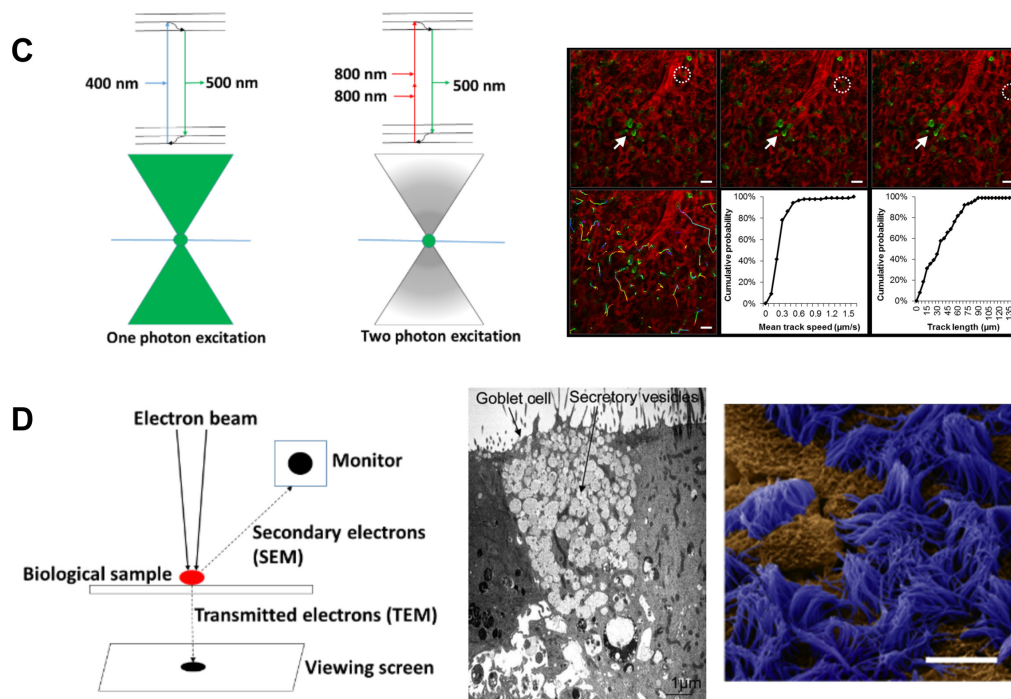 C
400 nm
500 nm
800 nm
800 nm
500 nm
One photon excitation
Two photon excitation
Cumulative probability
100%
80%
60%
40%
20%
0%
0
0.3
0.6
0.9
1.2
1.5
Mean track speed (µm/s)
Cumulative probability
100%
80%
60%
40%
20%
0%
0
15
30
45
60
75
90
105
120
135
Track length (µm)
D
Electron beam
Monitor
Secondary electrons
(SEM)
Biological sample
Transmitted electrons (TEM)
Viewing screen
Goblet cell
Secretory vesicles
1µm